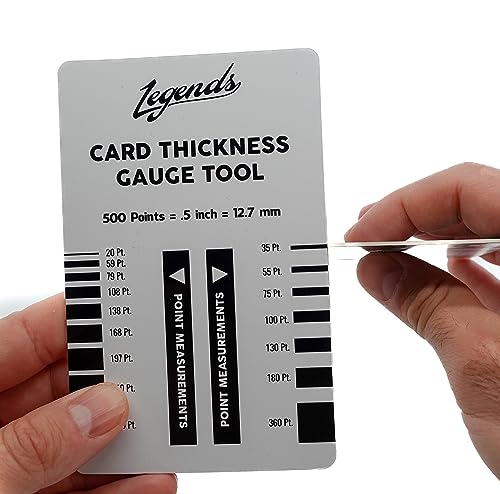 Legends
CARD THICKNESS
GAUGE TOOL
500 Points = .5 inch = 12.7 mm
20 Pt.
59 Pt.
79 Pt.
108 Pt.
138 Pt.
168 Pt.
197 Pt.
POINT MEASUREMENTS
POINT MEASUREMENTS
35 Pt.
55 Pt.
75 Pt.
100 Pt.
130 Pt.
180 Pt.
360 Pt.